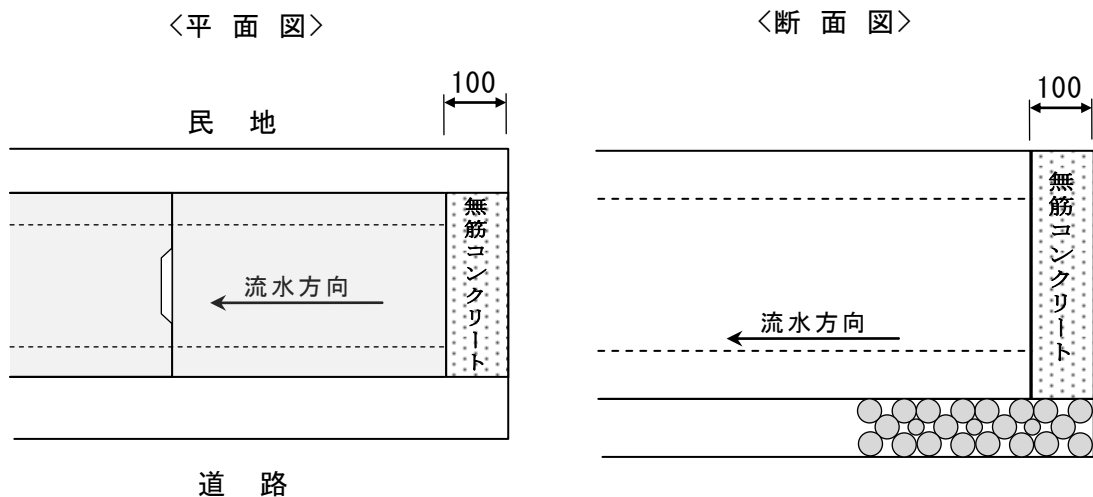 〈平 面 図〉
100
民 地
無筋コンクリート
流水方向
道 路
〈断 面 図〉
100
無筋コンクリート
流水方向